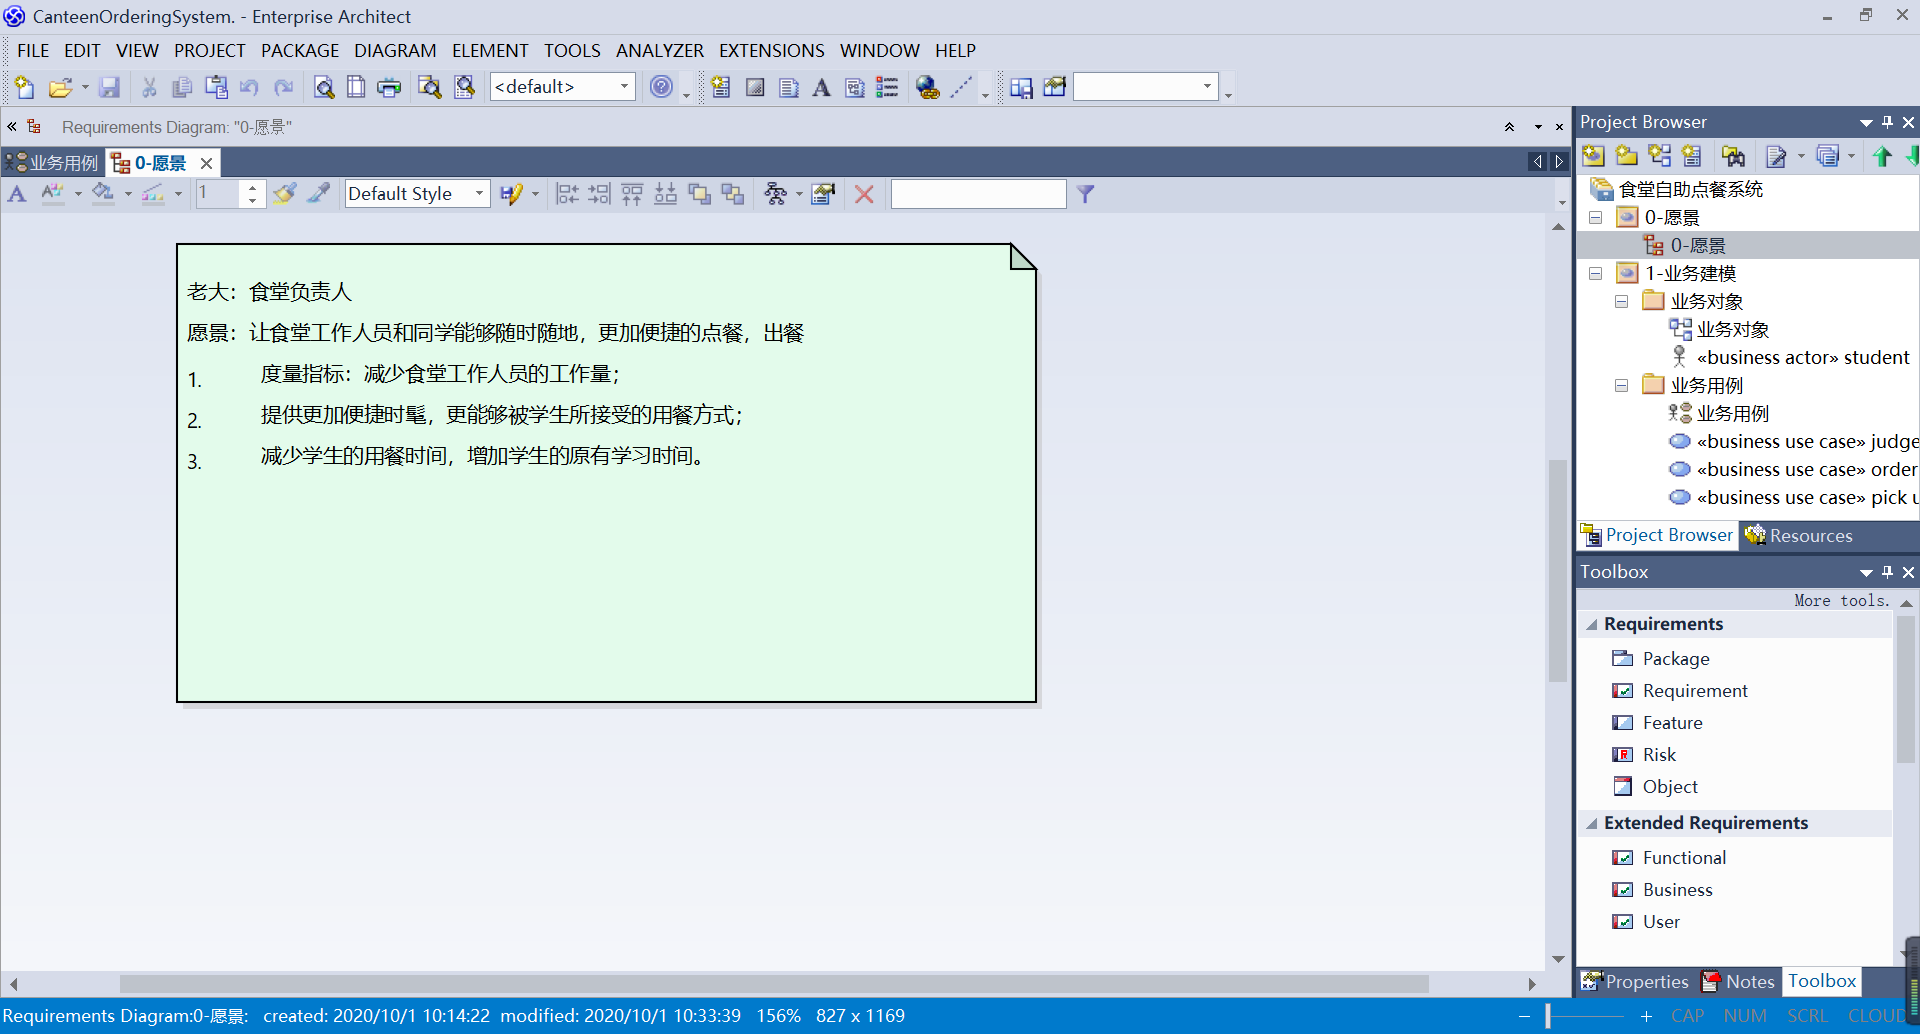 CanteenOrderingSystem. - Enterprise Architect
FILE EDIT VIEW PROJECT PACKAGE DIAGRAM ELEMENT TOOLS ANALYZER EXTENSIONS WINDOW HELP
<default>
Requirements Diagram: "0-愿景"
业务用例 0-愿景
1 Default Style
老大：食堂负责人
愿景：让食堂工作人员和同学能够随时随地，更加便捷的点餐，出餐
1. 度量指标：减少食堂工作人员的工作量；
2. 提供更加便捷时髦，更能够被学生所接受的用餐方式；
3. 减少学生的用餐时间，增加学生的原有学习时间。
Project Browser
食堂自助点餐系统
0-愿景
0-愿景
1-业务建模
业务对象
业务对象
«business actor» student
业务用例
业务用例
«business use case» judge
«business use case» order
«business use case» pick u
Project Browser Resources
Toolbox
More tools.
Requirements
Package
Requirement
Feature
Risk
Object
Extended Requirements
Functional
Business
User
Properties Notes Toolbox
Requirements Diagram:0-愿景: created: 2020/10/1 10:14:22 modified: 2020/10/1 10:33:39 156% 827 x 1169
CAP NUM SCRL CLOUD